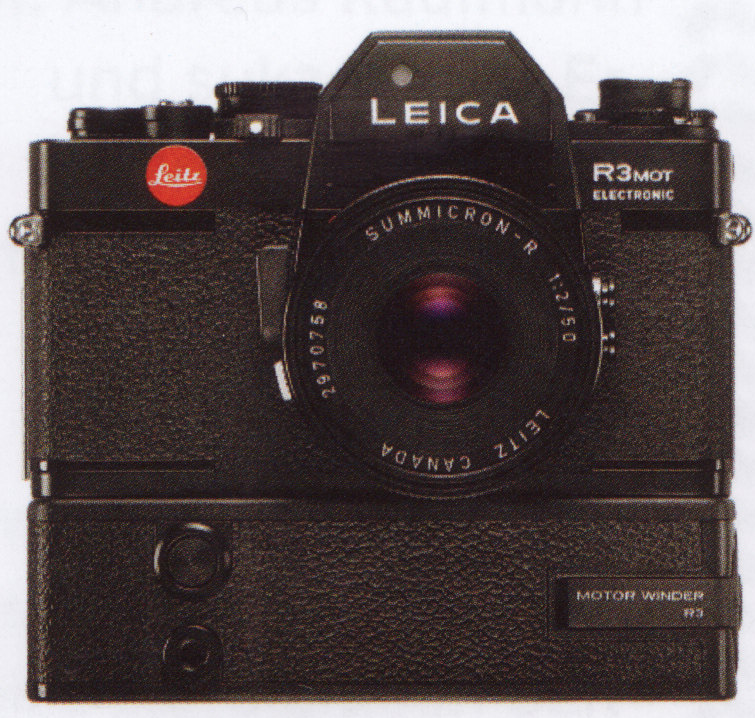 LEICA
Leitz
R3MOT
ELECTRONIC
SUMMICRON-R 1:2/50
LEITZ CANADA
2970758
MOTOR WINDER
R3